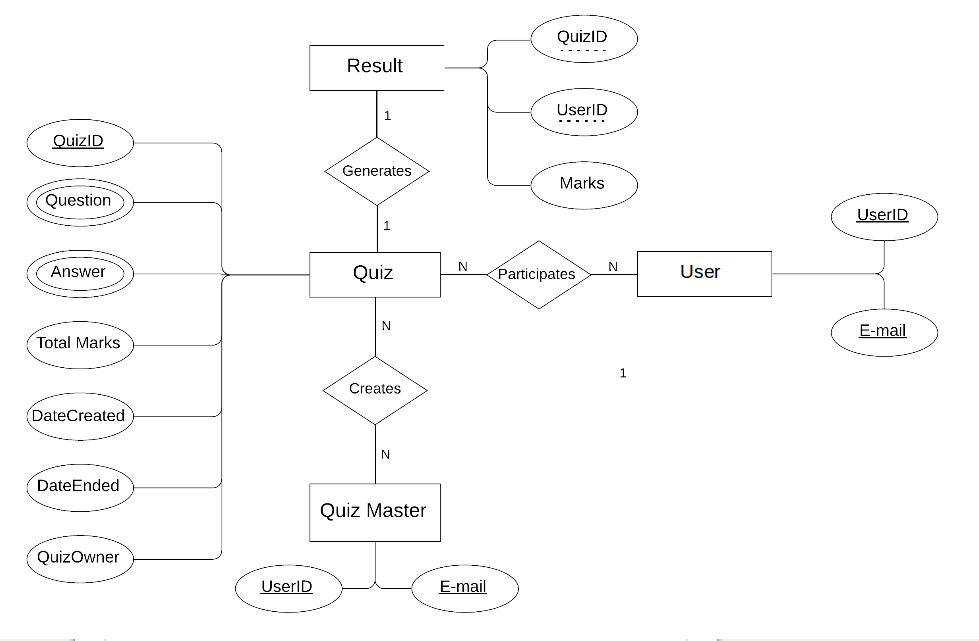 QuizID
Result
UserID
1
QuizID
Generates
Marks
Question
UserID
1
Answer
Quiz
N
Participates
N
User
N
E-mail
Total Marks
1
Creates
DateCreated
N
DateEnded
Quiz Master
QuizOwner
UserID
E-mail